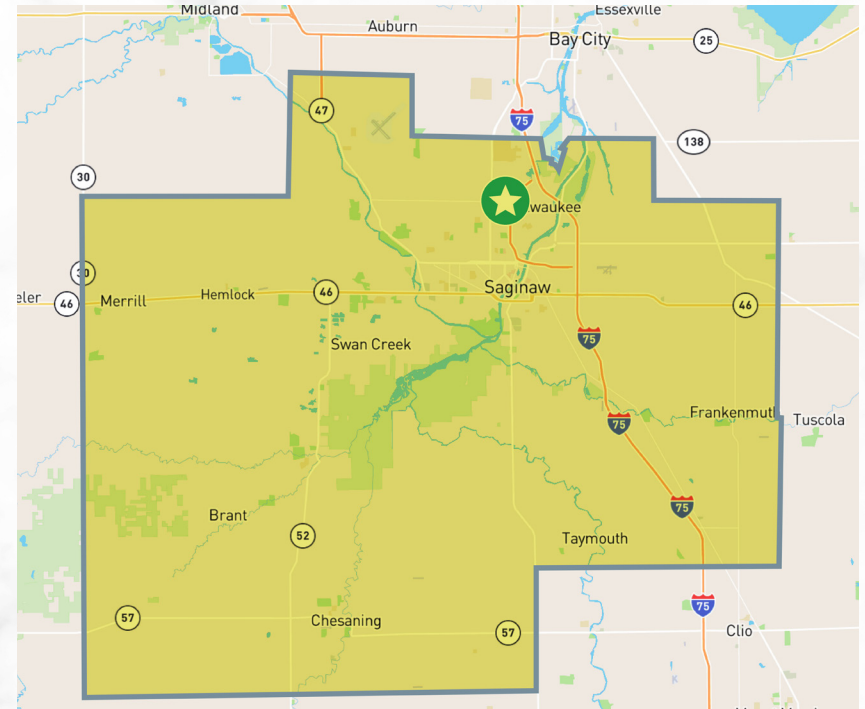 Midland
Essexville
Auburn
Bay City
25
47
75
138
30
waukee
30
eler
46
Merrill
Hemlock
46
Saginaw
46
75
Swan Creek
Frankenmut
Tuscola
75
75
Brant
52
Taymouth
75
57
Chesaning
57
Clio